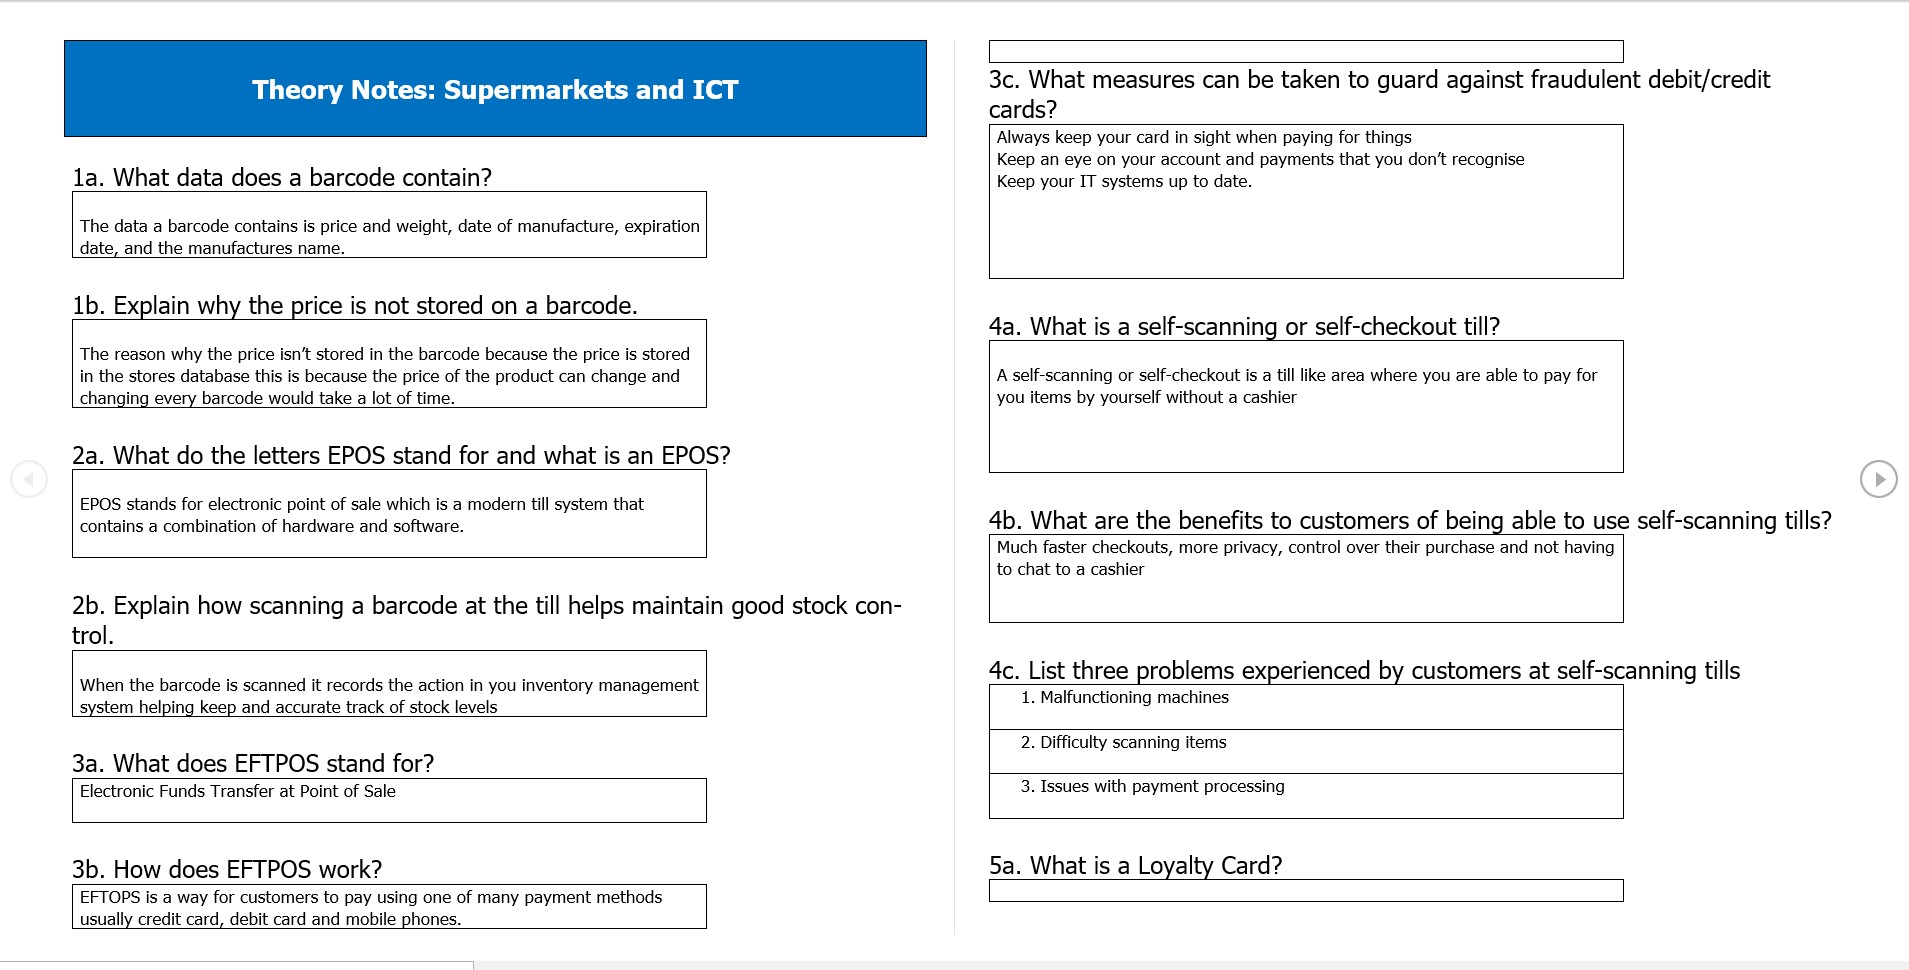 Theory Notes: Supermarkets and ICT
1a. What data does a barcode contain?
The data a barcode contains is price and weight, date of manufacture, expiration
date, and the manufactures name.
1b. Explain why the price is not stored on a barcode.
The reason why the price isn’t stored in the barcode because the price is stored
in the stores database this is because the price of the product can change and
changing every barcode would take a lot of time.
2a. What do the letters EPOS stand for and what is an EPOS?
EPOS stands for electronic point of sale which is a modern till system that
contains a combination of hardware and software.
2b. Explain how scanning a barcode at the till helps maintain good stock con-
trol.
When the barcode is scanned it records the action in you inventory management
system helping keep and accurate track of stock levels
3a. What does EFTPOS stand for?
Electronic Funds Transfer at Point of Sale
3b. How does EFTPOS work?
EFTOPS is a way for customers to pay using one of many payment methods
usually credit card, debit card and mobile phones.
3c. What measures can be taken to guard against fraudulent debit/credit
cards?
Always keep your card in sight when paying for things
Keep an eye on your account and payments that you don’t recognise
Keep your IT systems up to date.
4a. What is a self-scanning or self-checkout till?
A self-scanning or self-checkout is a till like area where you are able to pay for
you items by yourself without a cashier
4b. What are the benefits to customers of being able to use self-scanning tills?
Much faster checkouts, more privacy, control over their purchase and not having
to chat to a cashier
4c. List three problems experienced by customers at self-scanning tills
1. Malfunctioning machines
2. Difficulty scanning items
3. Issues with payment processing
5a. What is a Loyalty Card?